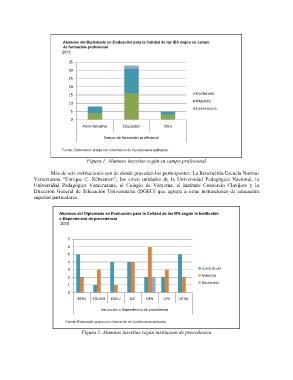 Alumnos del Diplomado en Evaluación para la Calidad de las IES según su campo
de formación profesional
2015
35
30
25
20
15
10
5
0
Administrativo
Educación
Otra
Doctorado
Maestría
Licenciatura
Campo de formación profesional
Fuente: Elaboración propia con información de Cuestionarios aplicados.
Figura 1. Alumnos inscritos según su campo profesional.
Más de seis instituciones son de donde proceden los participantes: La Benemérita Escuela Normal
Veracruzana "Enrique C. Rébsamen", las cinco unidades de la Universidad Pedagógica Nacional, la
Universidad Pedagógica Veracruzana, el Colegio de Veracruz, el Instituto Consorcio Clavijero y la
Dirección General de Educación Universitaria (DGEU) que agrupa a otras instituciones de educación
superior particulares.
Alumnos del Diplomado en Evaluación para la Calidad de las IES según la Institución
o Dependencia de procedencia
2015
7
6
5
4
3
2
1
0
BENV
COLVER
DGEU
ICC
UPN
UPV
OTRA
Licenciatura
Maestría
Doctorado
Institución o Dependencia de procedencia
Fuente: Elaboración propia con información de Cuestionarios aplicados.
Figura 2. Alumnos inscritos según institución de procedencia